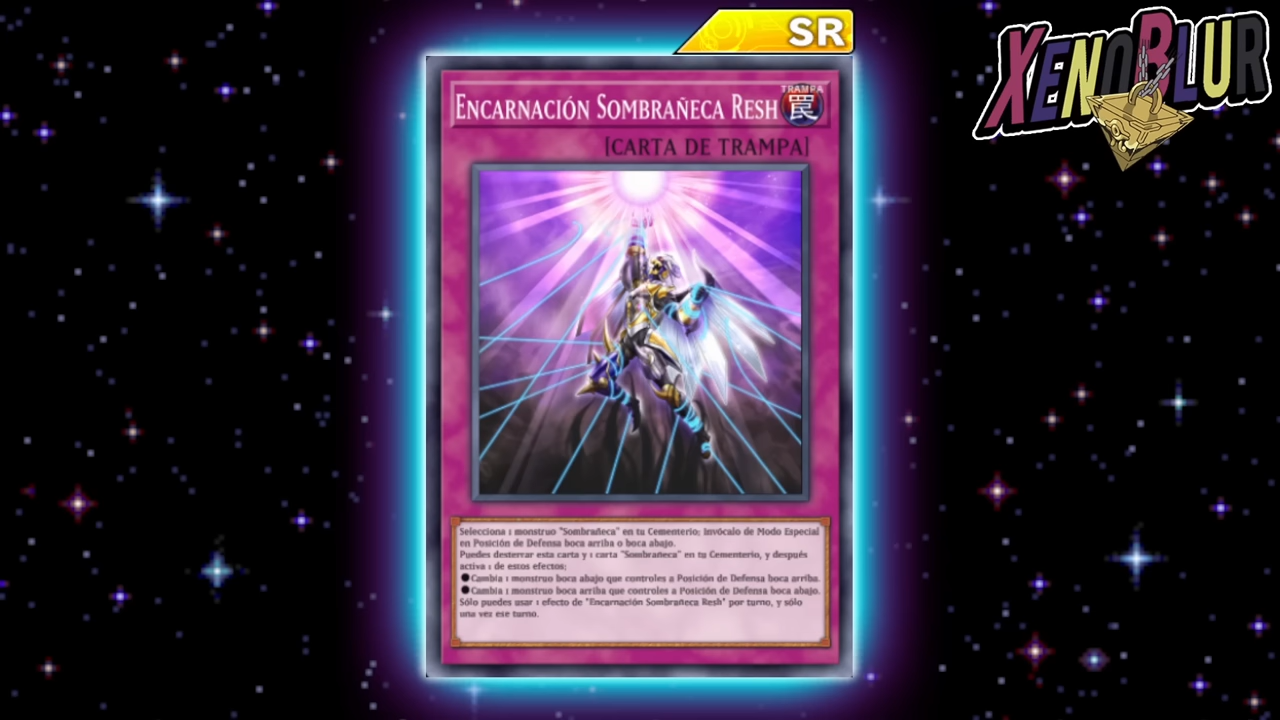 SR
XENOBLUR
TRAMPA
ENCARNACIÓN SOMBRAÑECA RESH 罠
[CARTA DE TRAMPA]
Selecciona 1 monstruo "Sombrañeca" en tu Cementerio; Invócalo de Modo Especial
en Posición de Defensa boca arriba o boca abajo.
Puedes desterrar esta carta y 1 carta "Sombrañeca" en tu Cementerio, y después
activa 1 de estos efectos;
●Cambia 1 monstruo boca abajo que controles a Posición de Defensa boca arriba.
●Cambia 1 monstruo boca arriba que controles a Posición de Defensa boca abajo.
Sólo puedes usar 1 efecto de "Encarnación Sombrañeca Resh" por turno, y sólo
una vez ese turno.